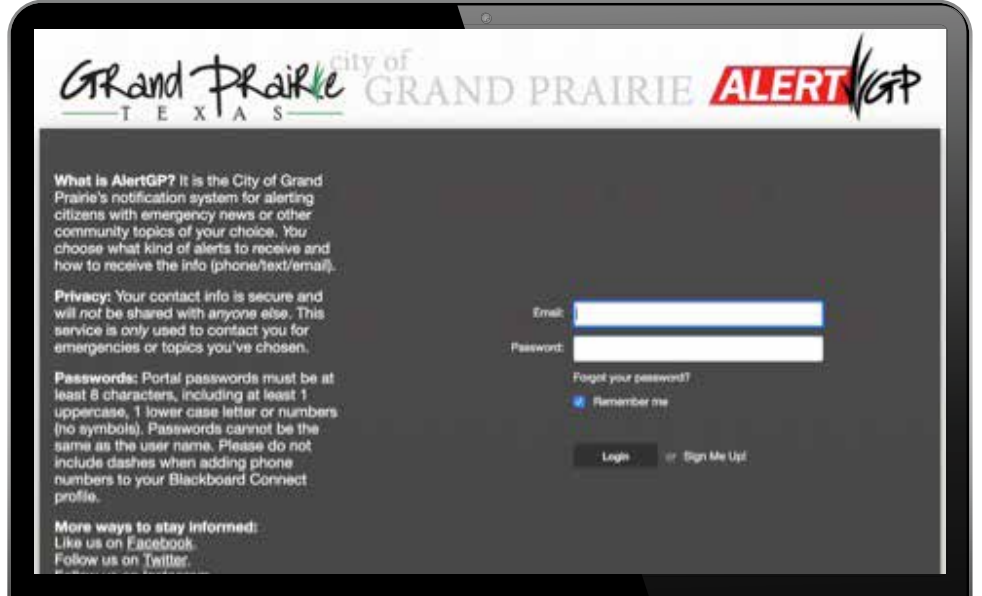 GRand PRaiRie
TEXAS
city of
GRAND PRAIRIE
ALERT GP
What is AlertGP? It is the City of Grand
Prairie's notification system for alerting
citizens with emergency news or other
community topics of your choice. You
choose what kind of alerts to receive and
how to receive the info (phone/text/email).
Privacy: Your contact info is secure and
will not be shared with anyone else. This
service is only used to contact you for
emergencies or topics you've chosen.
Passwords: Portal passwords must be at
least 8 characters, including at least 1
uppercase, 1 lower case letter or numbers
(no symbols). Passwords cannot be the
same as the user name. Please do not
include dashes when adding phone
numbers to your Blackboard Connect
profile.
More ways to stay informed:
Like us on Facebook.
Follow us on Twitter.
Email:
Password:
Forgot your password?
Remember me
Login or Sign Me Up!